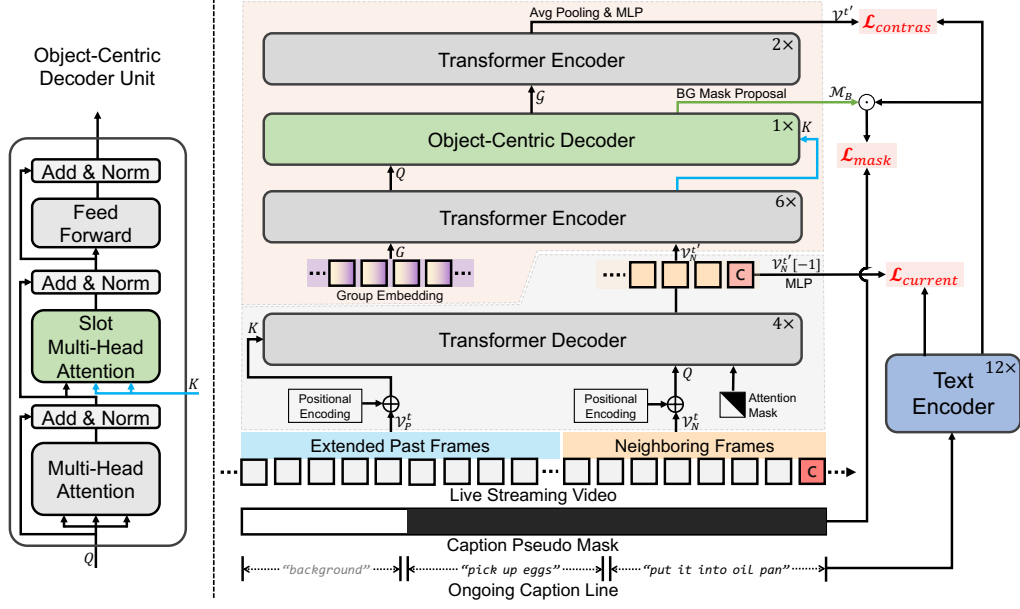 Object-Centric
Decoder Unit
Add & Norm
Feed
Forward
Add & Norm
Slot
Multi-Head
Attention
K
Add & Norm
Multi-Head
Attention
Q
Avg Pooling & MLP
𝒱^{t'}
ℒ_{contras}
Transformer Encoder
2×
𝒢
BG Mask Proposal
ℳ_B
Object-Centric Decoder
1×
K
ℒ_{mask}
Q
Transformer Encoder
6×
G
𝒱_N^{t'}
Group Embedding
C
𝒱_N^{t'}[-1]
MLP
ℒ_{current}
K
Transformer Decoder
4×
Q
Positional
Encoding
𝒱_P^t
Positional
Encoding
𝒱_N^t
Attention
Mask
Text
Encoder
12×
Extended Past Frames
Neighboring Frames
C
Live Streaming Video
Caption Pseudo Mask
“background”
“pick up eggs”
“put it into oil pan”
Ongoing Caption Line